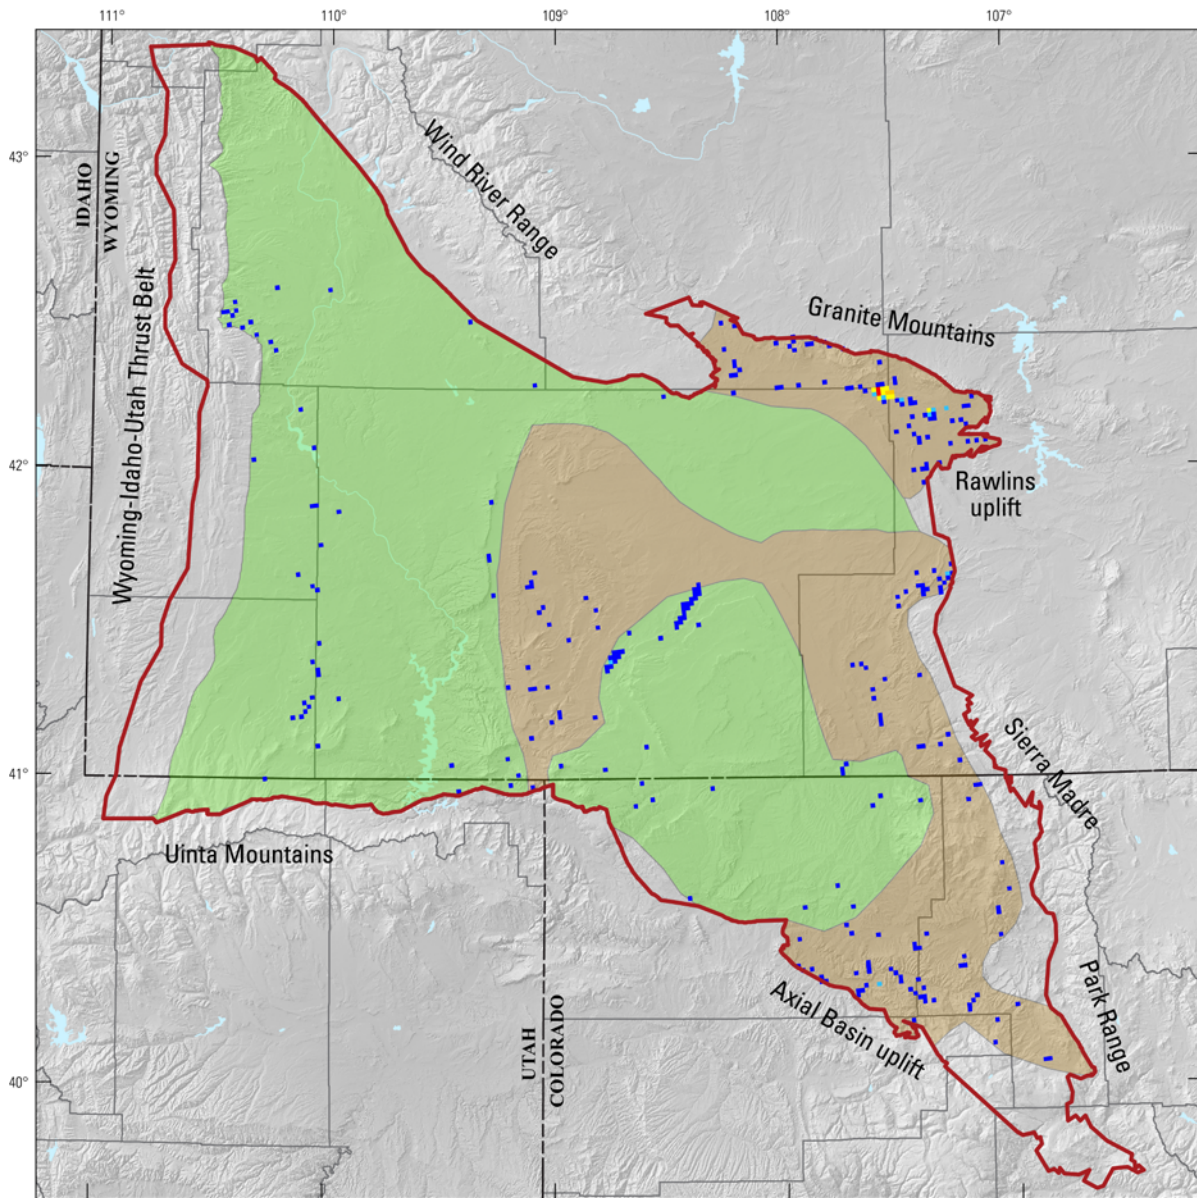 111°
110°
109°
108°
107°
43°
IDAHO
WYOMING
Wind River Range
Granite Mountains
Wyoming-Idaho-Utah Thrust Belt
42°
Rawlins
uplift
41°
Sierra Madre
Uinta Mountains
Park Range
Axial Basin uplift
UTAH
COLORADO
40°